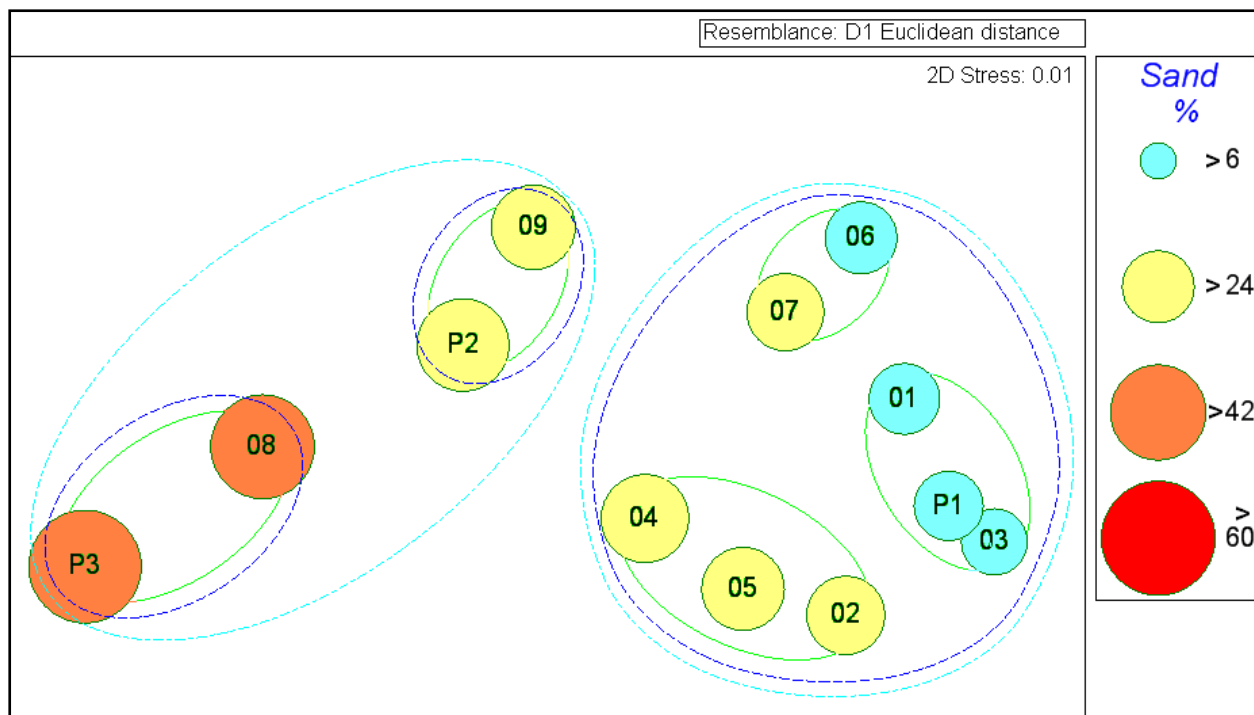 Resemblance: D1 Euclidean distance
2D Stress: 0.01
Sand
%
>6
>24
>42
>
60
09
06
07
P2
01
08
04
P1
03
P3
05
02